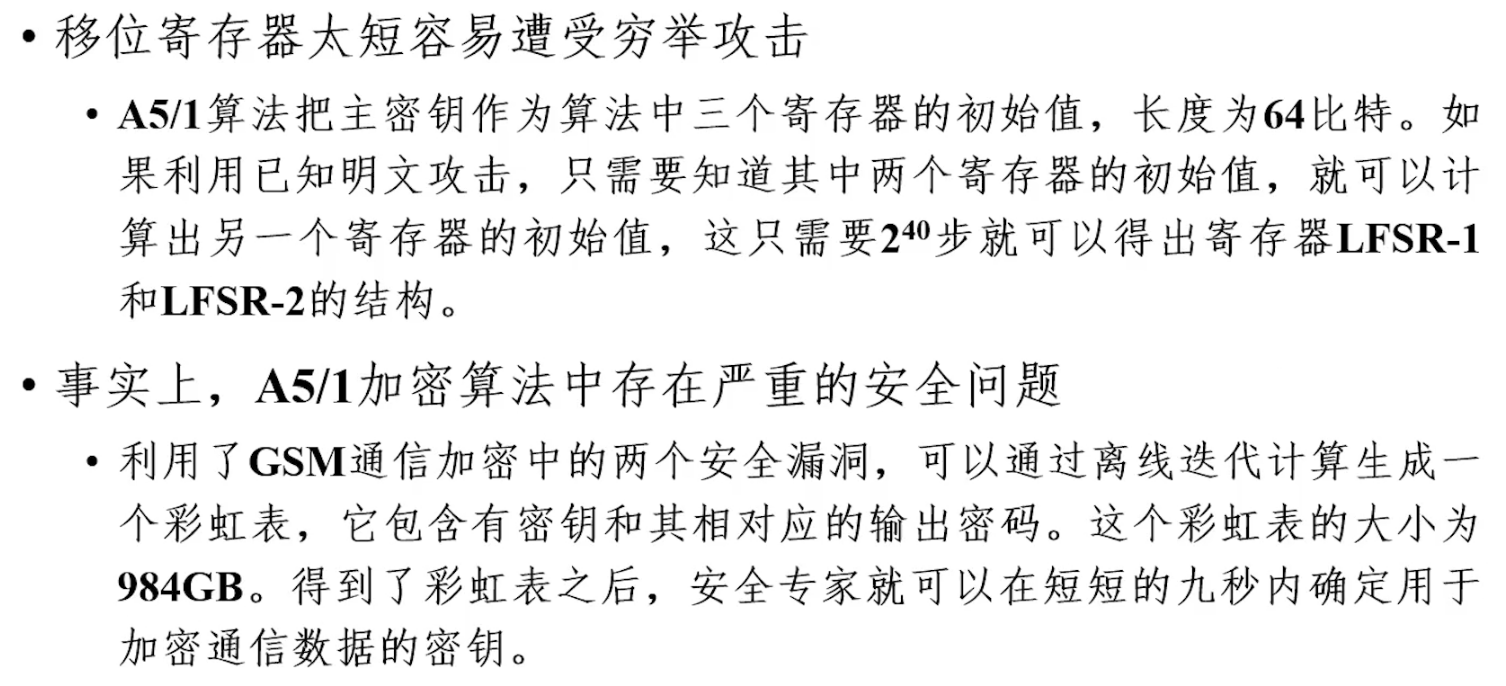 • 移位寄存器太短容易遭受穷举攻击
• A5/1算法把主密钥作为算法中三个寄存器的初始值，长度为64比特。如
果利用已知明文攻击，只需要知道其中两个寄存器的初始值，就可以计
算出另一个寄存器的初始值，这只需要2⁴⁰步就可以得出寄存器LFSR-1
和LFSR-2的结构。
• 事实上，A5/1加密算法中存在严重的安全问题
• 利用了GSM通信加密中的两个安全漏洞，可以通过离线迭代计算生成一
个彩虹表，它包含有密钥和其相对应的输出密码。这个彩虹表的大小为
984GB。得到了彩虹表之后，安全专家就可以在短短的九秒内确定用于
加密通信数据的密钥。